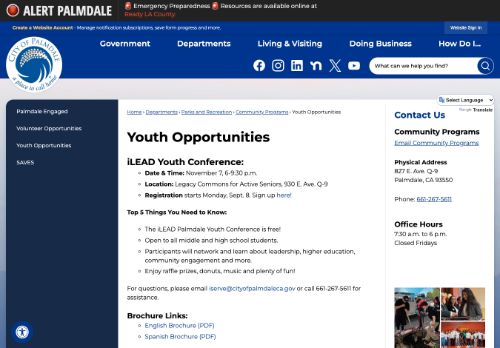 ALERT PALMDALE
🚨 Emergency Preparedness 🚨 Resources are available online at
Ready LA County.
Create a Website Account - Manage notification subscriptions, save form progress and more.
Website Sign In
CITY OF PALMDALE
a place to call home
Government
Departments
Living & Visiting
Doing Business
How Do I...
What can we help you find?
Select Language
Google Translate
Palmdale Engaged
Volunteer Opportunities
Youth Opportunities
SAVES
Home › Departments › Parks and Recreation › Community Programs › Youth Opportunities
Youth Opportunities
iLEAD Youth Conference:
Date & Time: November 7, 6-9:30 p.m.
Location: Legacy Commons for Active Seniors, 930 E. Ave. Q-9
Registration starts Monday, Sept. 8. Sign up here!
Top 5 Things You Need to Know:
The iLEAD Palmdale Youth Conference is free!
Open to all middle and high school students.
Participants will network and learn about leadership, higher education,
community engagement and more.
Enjoy raffle prizes, donuts, music and plenty of fun!
For questions, please email iserve@cityofpalmdaleca.gov or call 661-267-5611 for
assistance.
Brochure Links:
English Brochure (PDF)
Spanish Brochure (PDF)
Contact Us
Community Programs
Email Community Programs
Physical Address
827 E. Ave. Q-9
Palmdale, CA 93550
Phone: 661-267-5611
Office Hours
7:30 a.m. to 6 p.m.
Closed Fridays